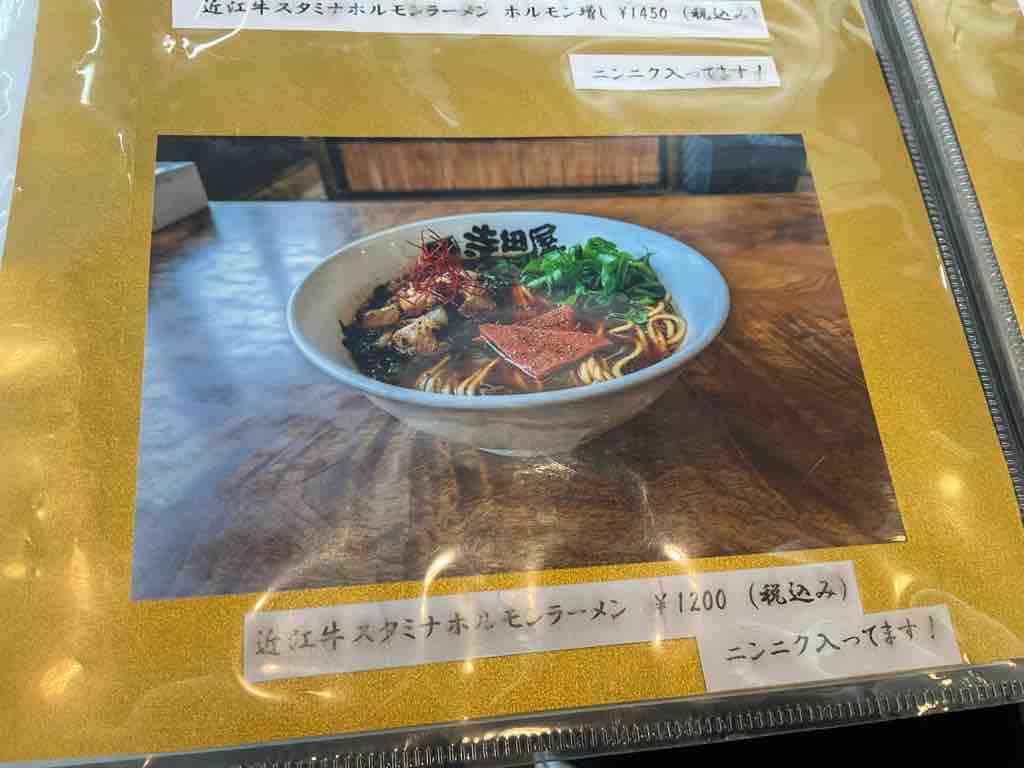 近江牛スタミナホルモンラーメン ホルモン増し ¥1450 (税込み)
ニンニク入ってます!
寺田屋
近江牛スタミナホルモンラーメン ¥1200 (税込み)
ニンニク入ってます!